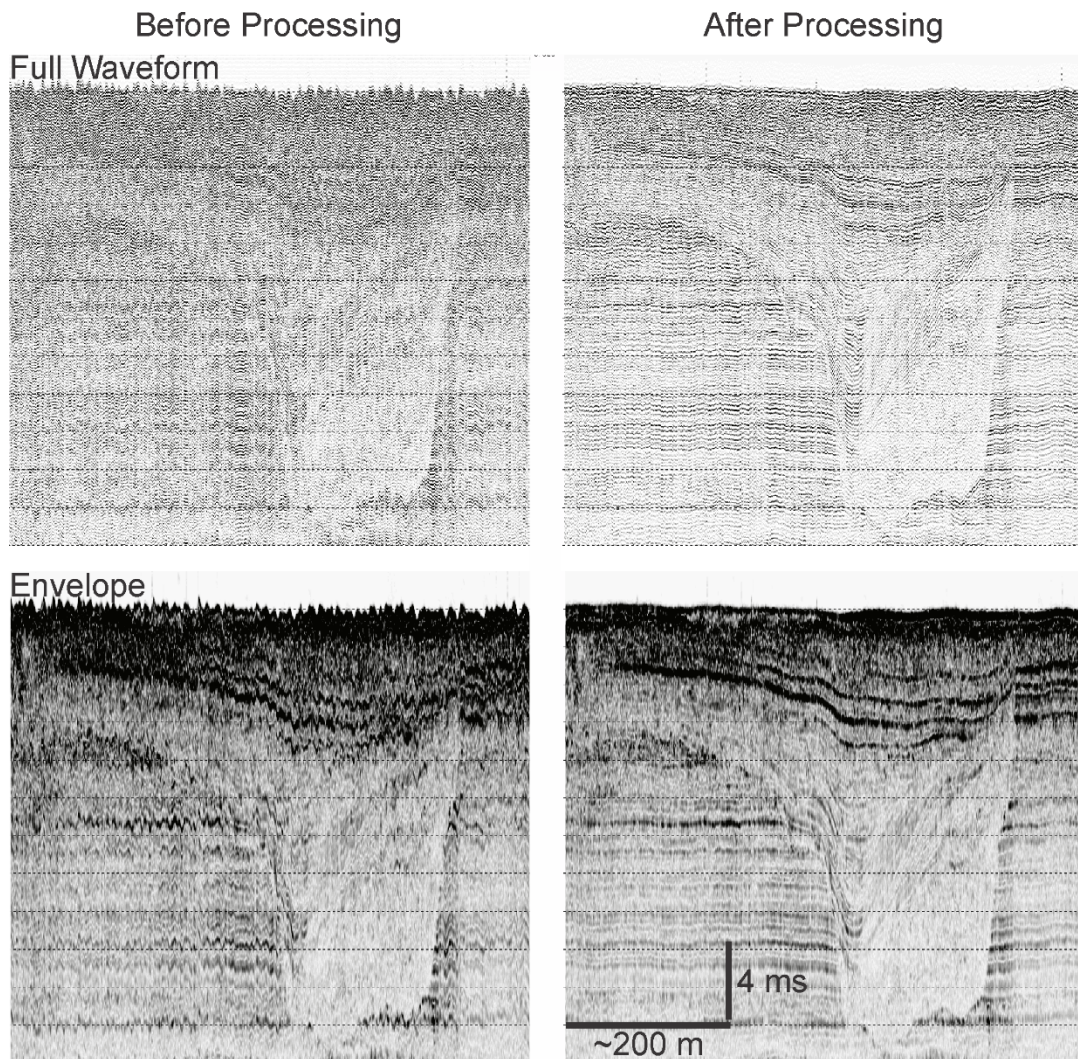 Before Processing
After Processing
Full Waveform
Envelope
4 ms
~200 m